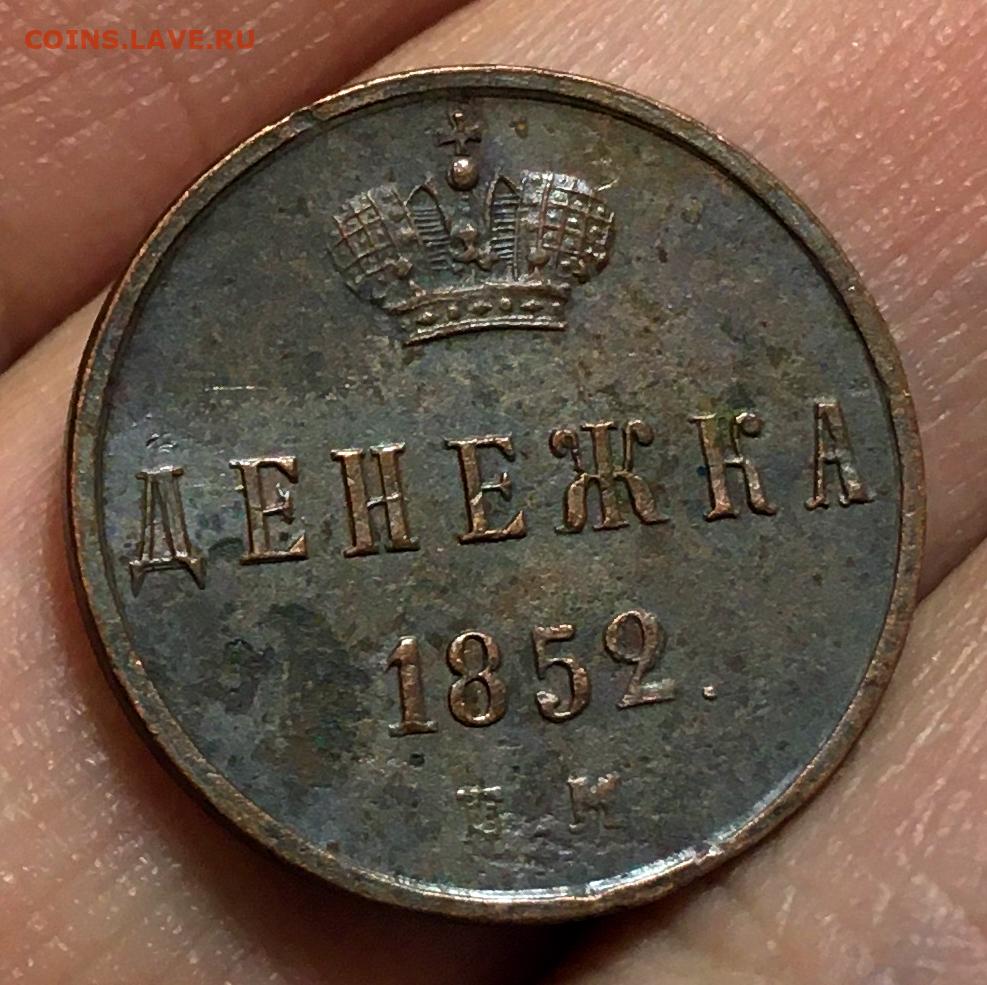 COINS.LAVE.RU
ДЕНЕЖКА
1852.
Е М